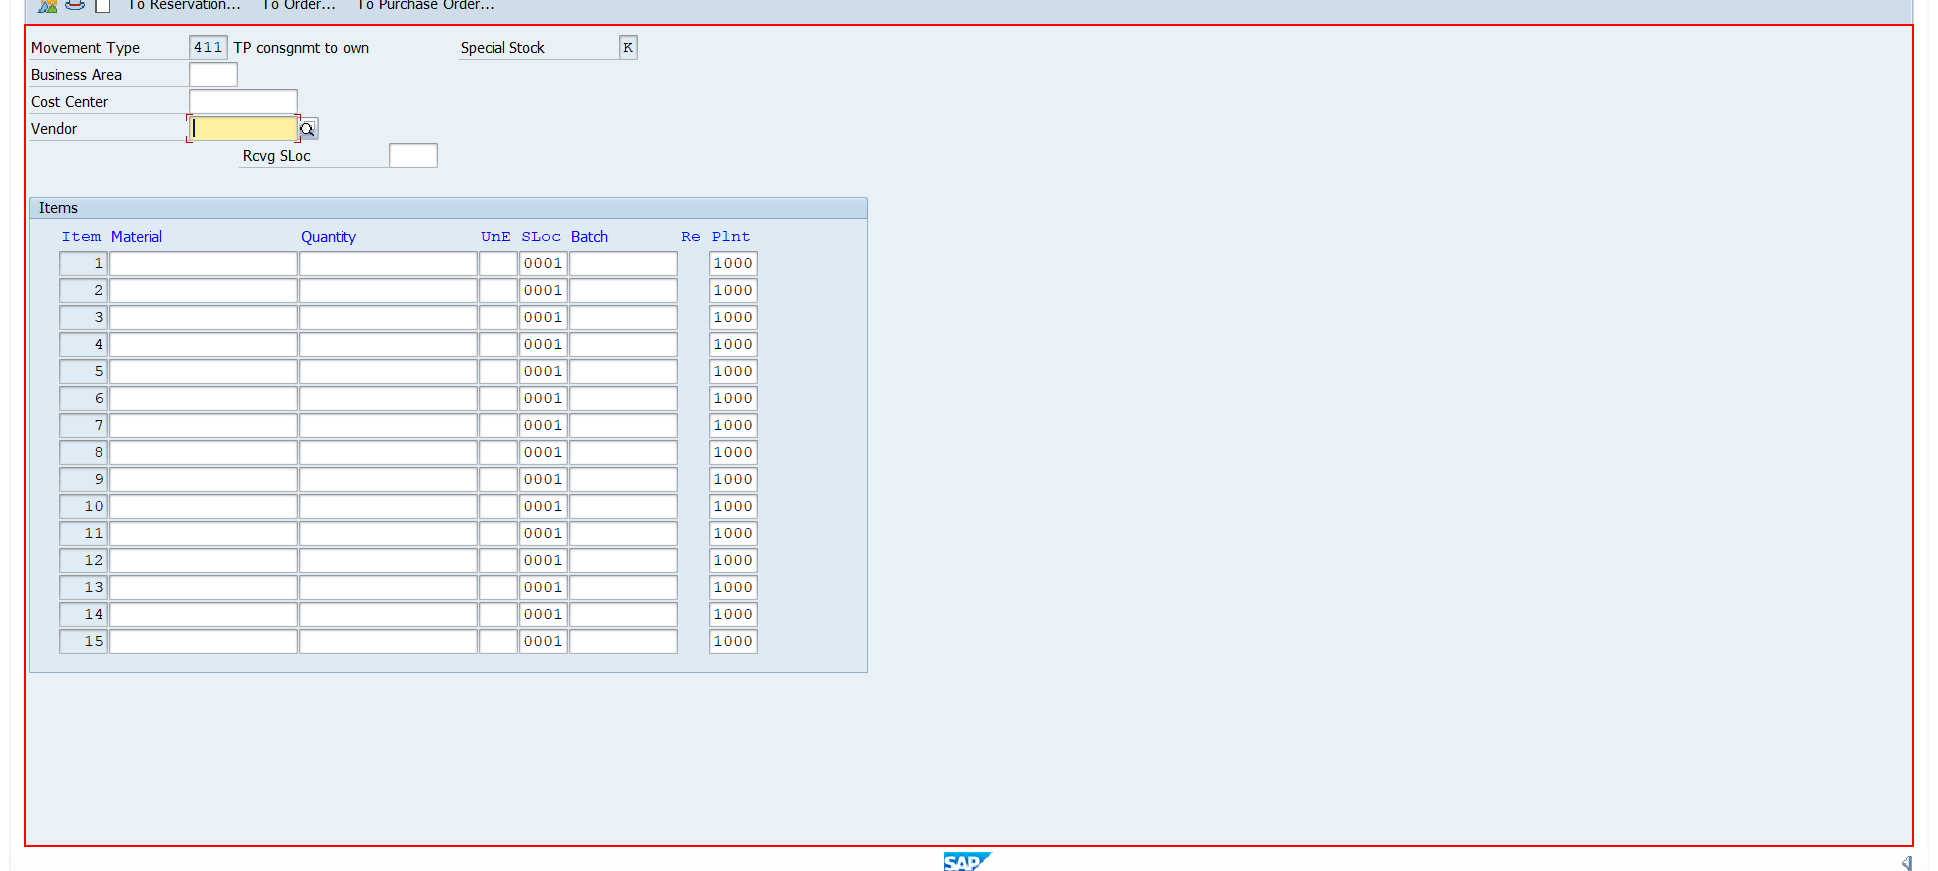 To Reservation... To Order... To Purchase Order...
Movement Type 411 TP consgnmt to own Special Stock K
Business Area
Cost Center
Vendor
Rcvg SLoc
Items
Item Material Quantity UnE SLoc Batch Re Plnt
1 0001 1000
2 0001 1000
3 0001 1000
4 0001 1000
5 0001 1000
6 0001 1000
7 0001 1000
8 0001 1000
9 0001 1000
10 0001 1000
11 0001 1000
12 0001 1000
13 0001 1000
14 0001 1000
15 0001 1000
SAP